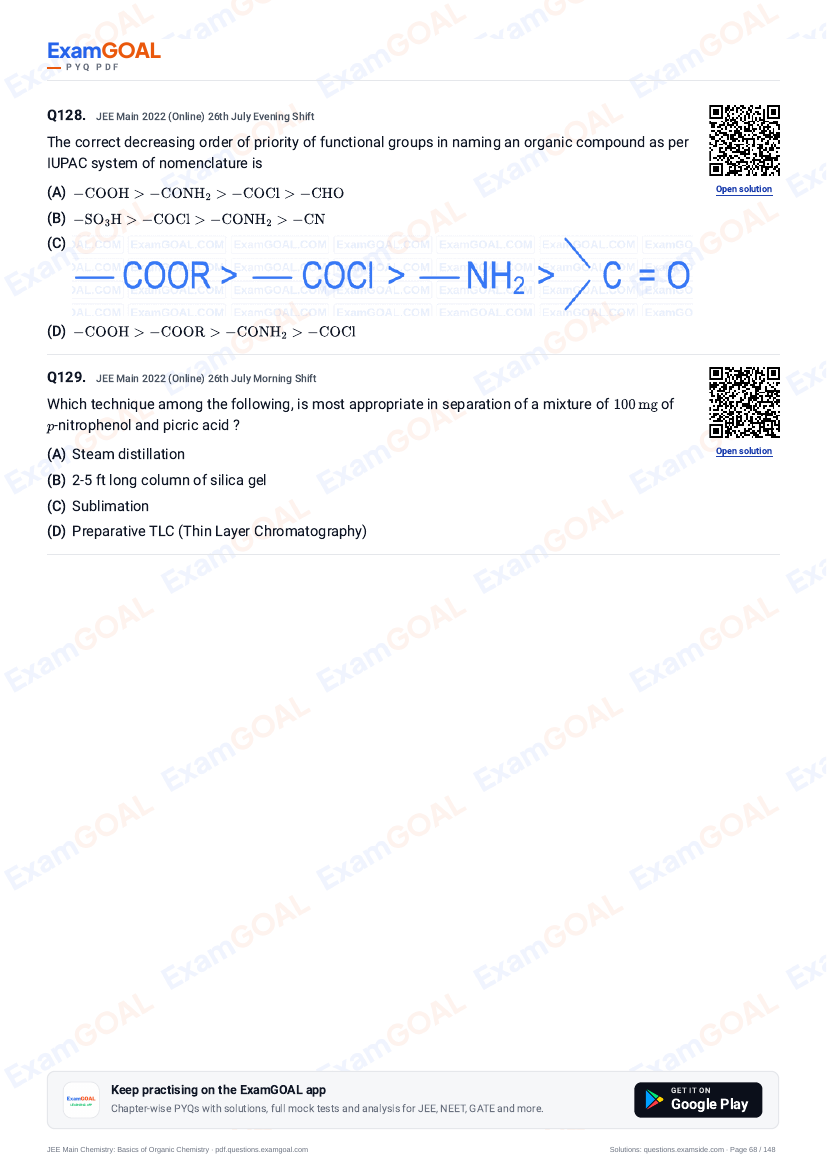 ExamGOAL
PYQ PDF
Q128. JEE Main 2022 (Online) 26th July Evening Shift
The correct decreasing order of priority of functional groups in naming an organic compound as per
IUPAC system of nomenclature is
Open solution
(A) −COOH > −CONH₂ > −COCl > −CHO
(B) −SO₃H > −COCl > −CONH₂ > −CN
(C) — COOR > — COCl > — NH₂ > >C = O
(D) −COOH > −COOR > −CONH₂ > −COCl
Q129. JEE Main 2022 (Online) 26th July Morning Shift
Which technique among the following, is most appropriate in separation of a mixture of 100 mg of
p-nitrophenol and picric acid ?
Open solution
(A) Steam distillation
(B) 2-5 ft long column of silica gel
(C) Sublimation
(D) Preparative TLC (Thin Layer Chromatography)
ExamGOAL
Keep practising on the ExamGOAL app
Chapter-wise PYQs with solutions, full mock tests and analysis for JEE, NEET, GATE and more.
GET IT ON
Google Play
JEE Main Chemistry: Basics of Organic Chemistry · pdf.questions.examgoal.com
Solutions: questions.examside.com · Page 68 / 148